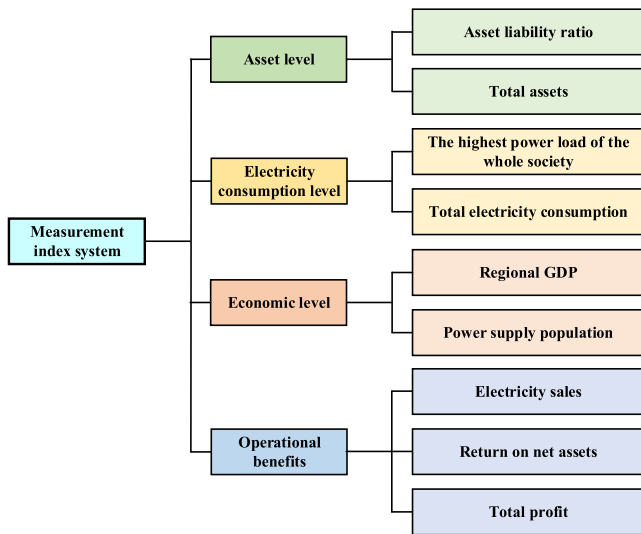 Measurement
index system
Asset level
Asset liability ratio
Total assets
Electricity
consumption level
The highest power load of the
whole society
Total electricity consumption
Economic level
Regional GDP
Power supply population
Operational
benefits
Electricity sales
Return on net assets
Total profit